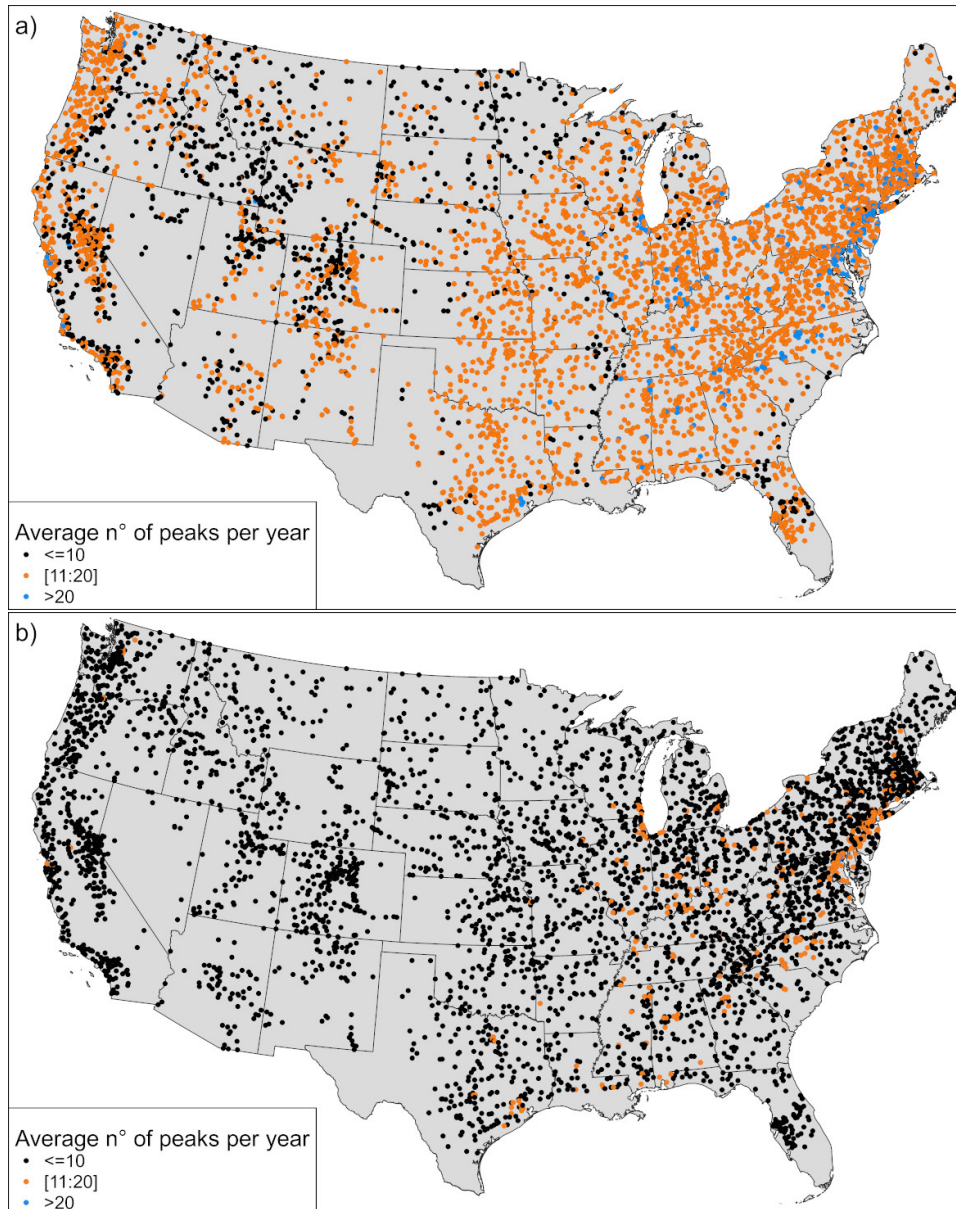 a)
Average n° of peaks per year
<=10
[11:20]
>20
b)
Average n° of peaks per year
<=10
[11:20]
>20